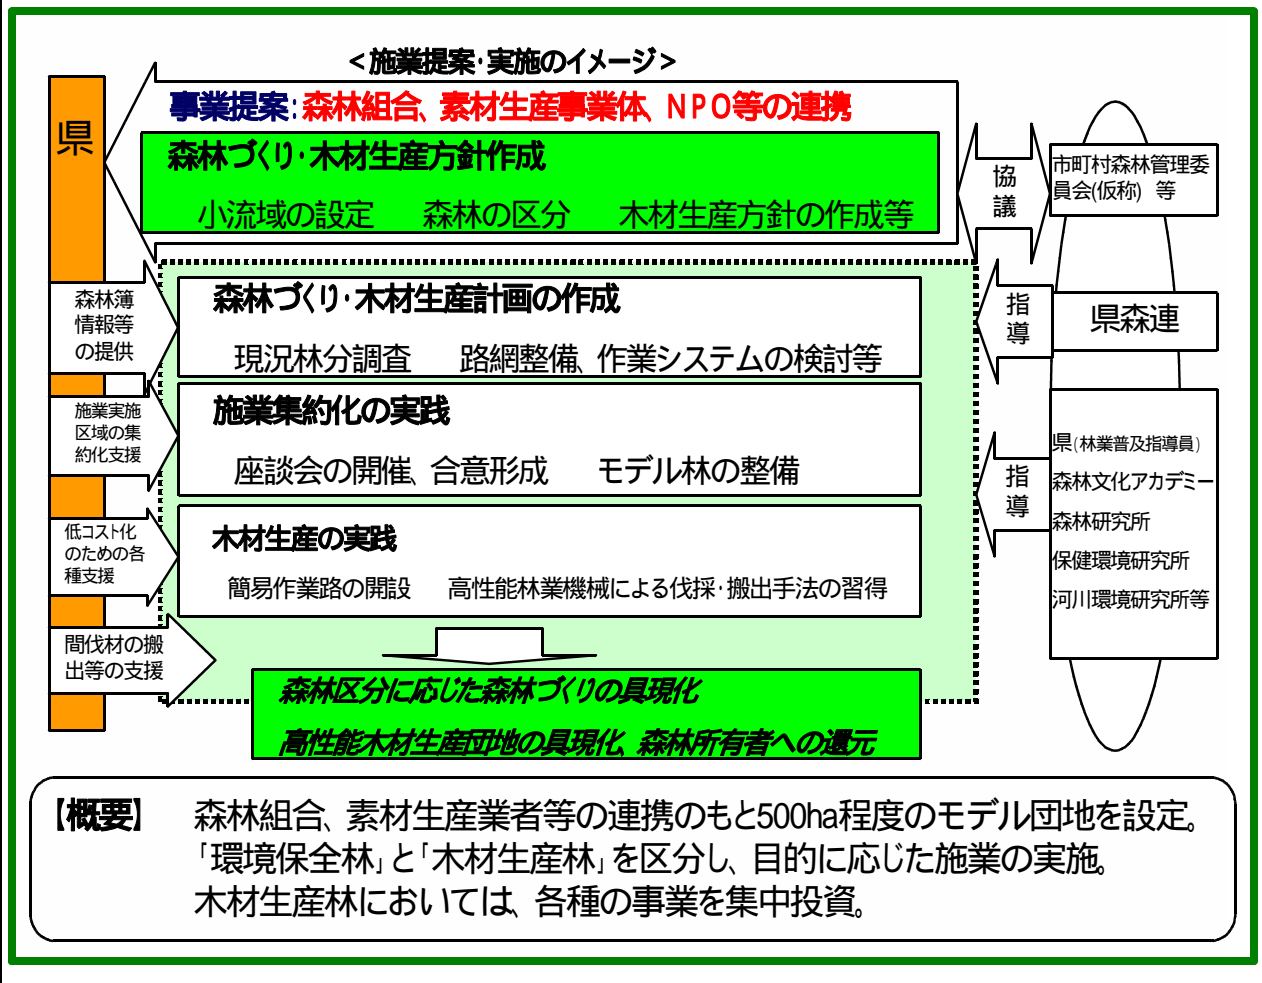 ＜施業提案・実施のイメージ＞
県
事業提案：森林組合、素材生産事業体、ＮＰＯ等の連携
森林づくり・木材生産方針作成
小流域の設定　森林の区分　木材生産方針の作成等
協議
市町村森林管理委
員会(仮称)　等
森林簿
情報等
の提供
森林づくり・木材生産計画の作成
現況林分調査　路網整備、作業システムの検討等
指導
県森連
施業実施
区域の集
約化支援
施業集約化の実践
座談会の開催、合意形成　モデル林の整備
指導
県(林業普及指導員)
森林文化アカデミー
森林研究所
保健環境研究所
河川環境研究所等
低コスト化
のための各
種支援
木材生産の実践
簡易作業路の開設　高性能林業機械による伐採・搬出手法の習得
間伐材の搬
出等の支援
森林区分に応じた森林づくりの具現化
高性能木材生産団地の具現化、森林所有者への還元
【概要】　森林組合、素材生産業者等の連携のもと500ha程度のモデル団地を設定。
「環境保全林」と「木材生産林」を区分し、目的に応じた施業の実施。
木材生産林においては、各種の事業を集中投資。